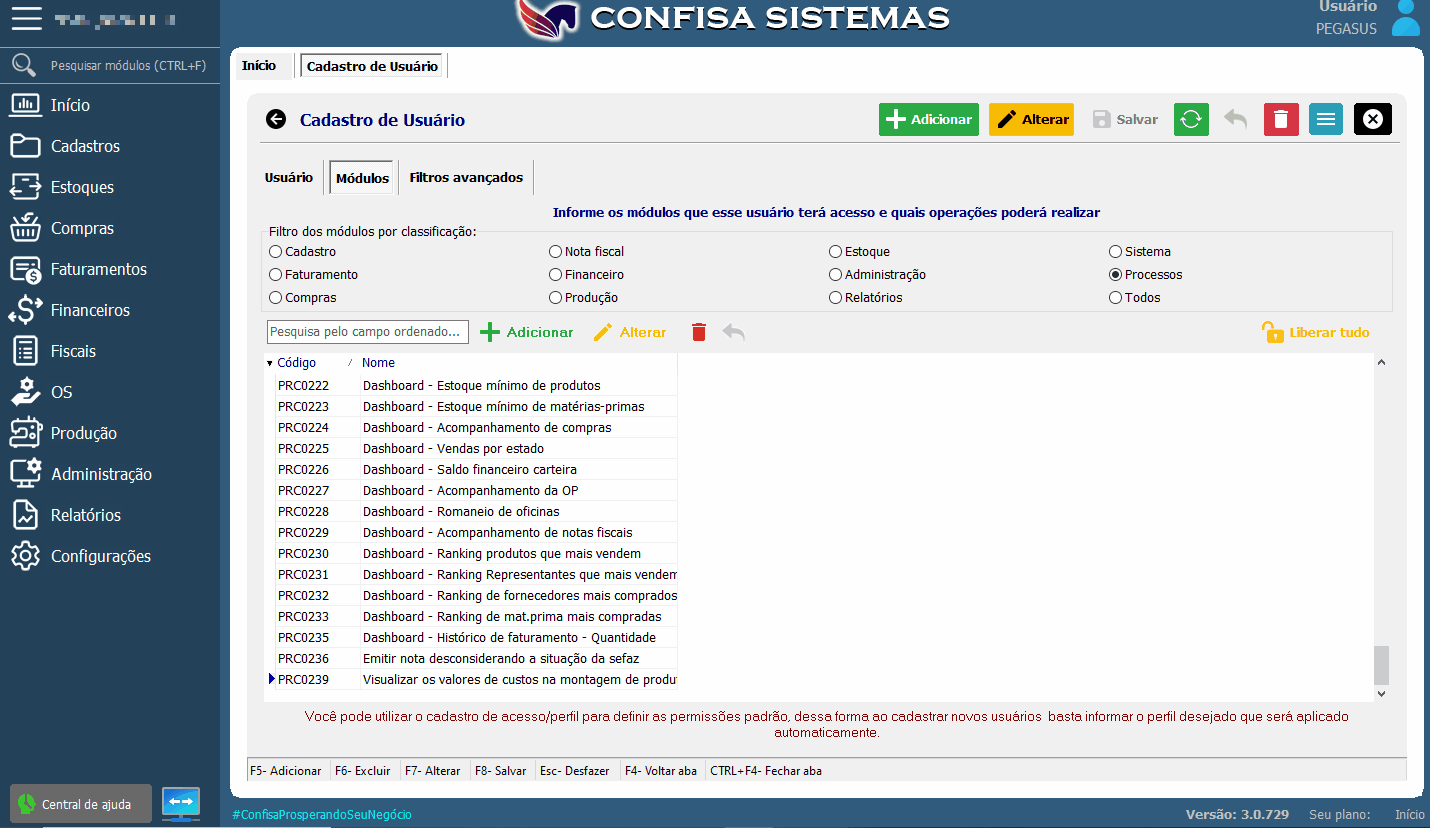 CONFISA SISTEMAS
Usuário
PEGASUS
Pesquisar módulos (CTRL+F)
Início
Cadastros
Estoques
Compras
Faturamentos
Financeiros
Fiscais
OS
Produção
Administração
Relatórios
Configurações
Central de ajuda
Início Cadastro de Usuário
Cadastro de Usuário Adicionar Alterar Salvar
Usuário Módulos Filtros avançados
Informe os módulos que esse usuário terá acesso e quais operações poderá realizar
Filtro dos módulos por classificação:
Cadastro Nota fiscal Estoque Sistema
Faturamento Financeiro Administração Processos
Compras Produção Relatórios Todos
Pesquisa pelo campo ordenado... Adicionar Alterar Liberar tudo
Código / Nome
PRC0222 Dashboard - Estoque mínimo de produtos
PRC0223 Dashboard - Estoque mínimo de matérias-primas
PRC0224 Dashboard - Acompanhamento de compras
PRC0225 Dashboard - Vendas por estado
PRC0226 Dashboard - Saldo financeiro carteira
PRC0227 Dashboard - Acompanhamento da OP
PRC0228 Dashboard - Romaneio de oficinas
PRC0229 Dashboard - Acompanhamento de notas fiscais
PRC0230 Dashboard - Ranking produtos que mais vendem
PRC0231 Dashboard - Ranking Representantes que mais vendem
PRC0232 Dashboard - Ranking de fornecedores mais comprados
PRC0233 Dashboard - Ranking de mat.prima mais compradas
PRC0235 Dashboard - Histórico de faturamento - Quantidade
PRC0236 Emitir nota desconsiderando a situação da sefaz
PRC0239 Visualizar os valores de custos na montagem de produt
Você pode utilizar o cadastro de acesso/perfil para definir as permissões padrão, dessa forma ao cadastrar novos usuários basta informar o perfil desejado que será aplicado
automaticamente.
F5- Adicionar F6- Excluir F7- Alterar F8- Salvar Esc- Desfazer F4- Voltar aba CTRL+F4- Fechar aba
#ConfisaProsperandoSeuNegócio Versão: 3.0.729 Seu plano: Início